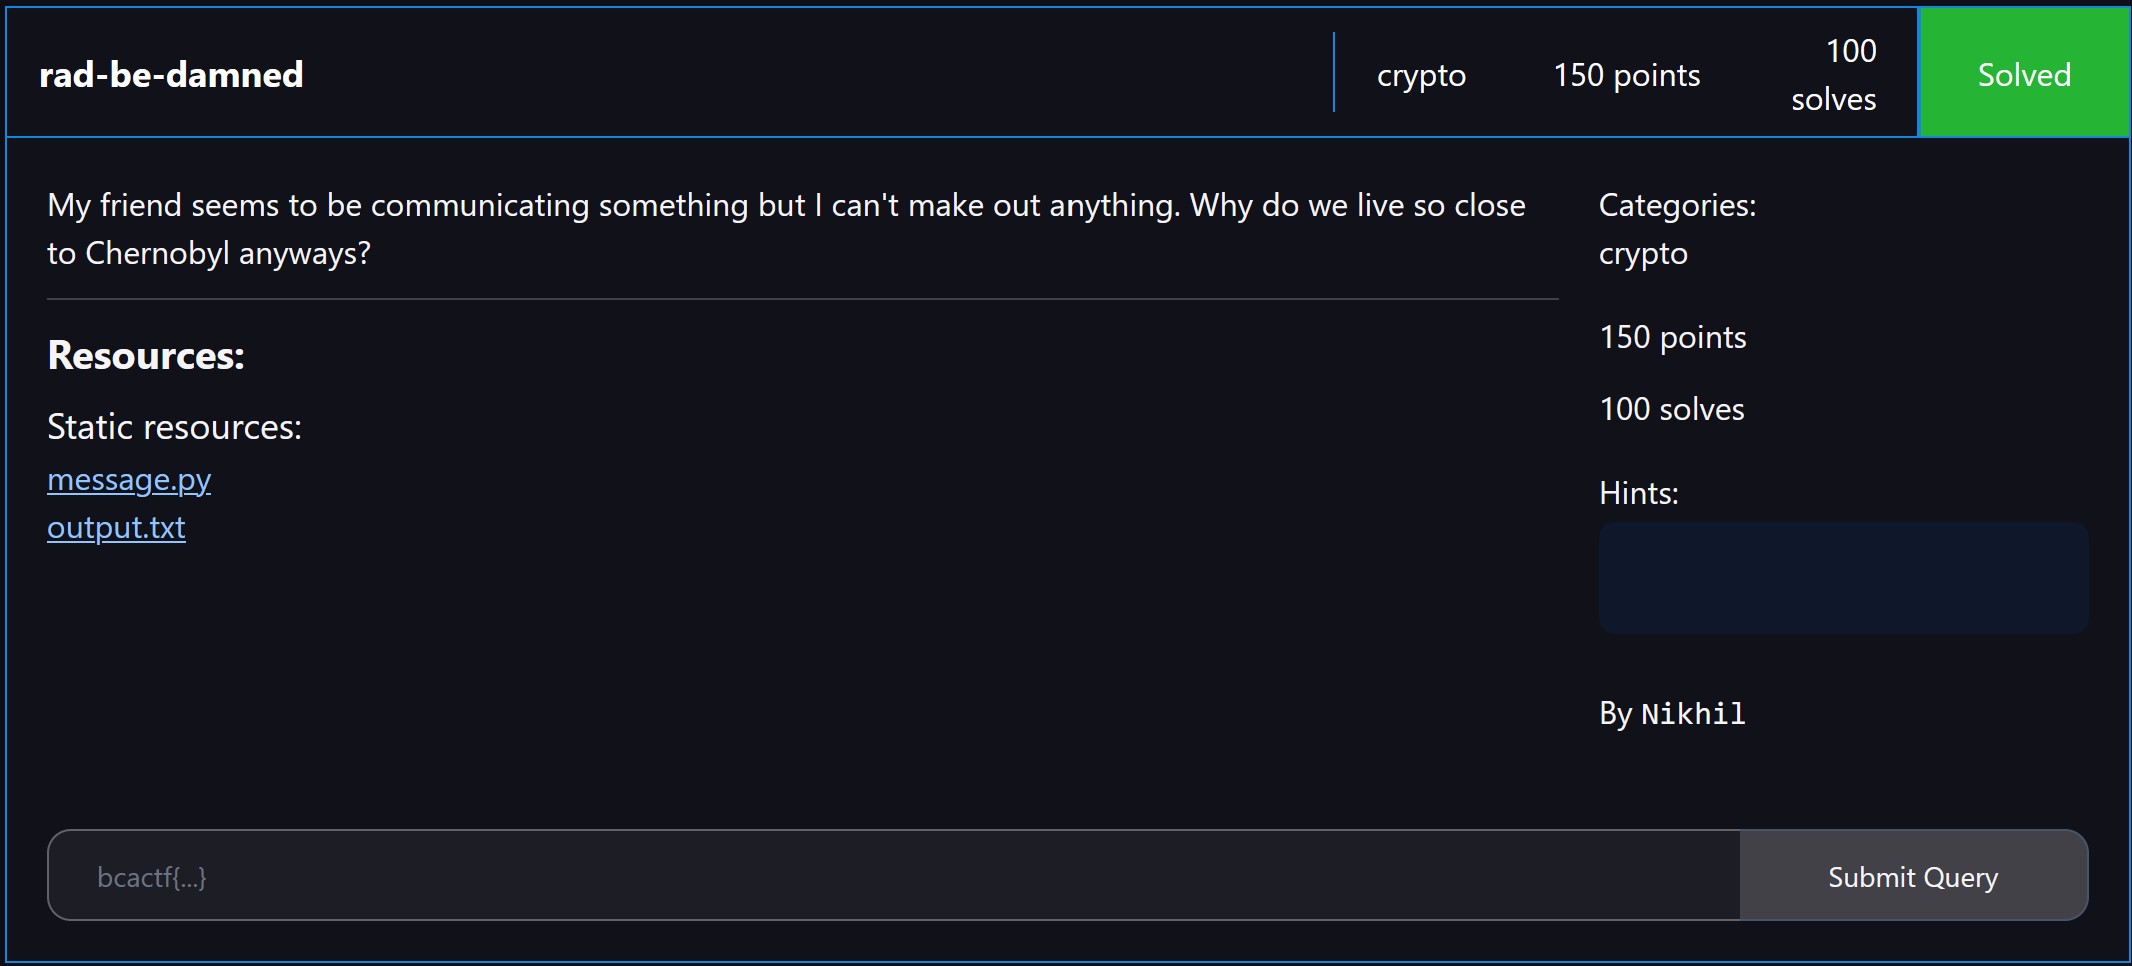 rad-be-damned
crypto
150 points
100
solves
Solved
My friend seems to be communicating something but I can't make out anything. Why do we live so close
to Chernobyl anyways?
Resources:
Static resources:
message.py
output.txt
Categories:
crypto
150 points
100 solves
Hints:
By Nikhil
bcactf{...}
Submit Query